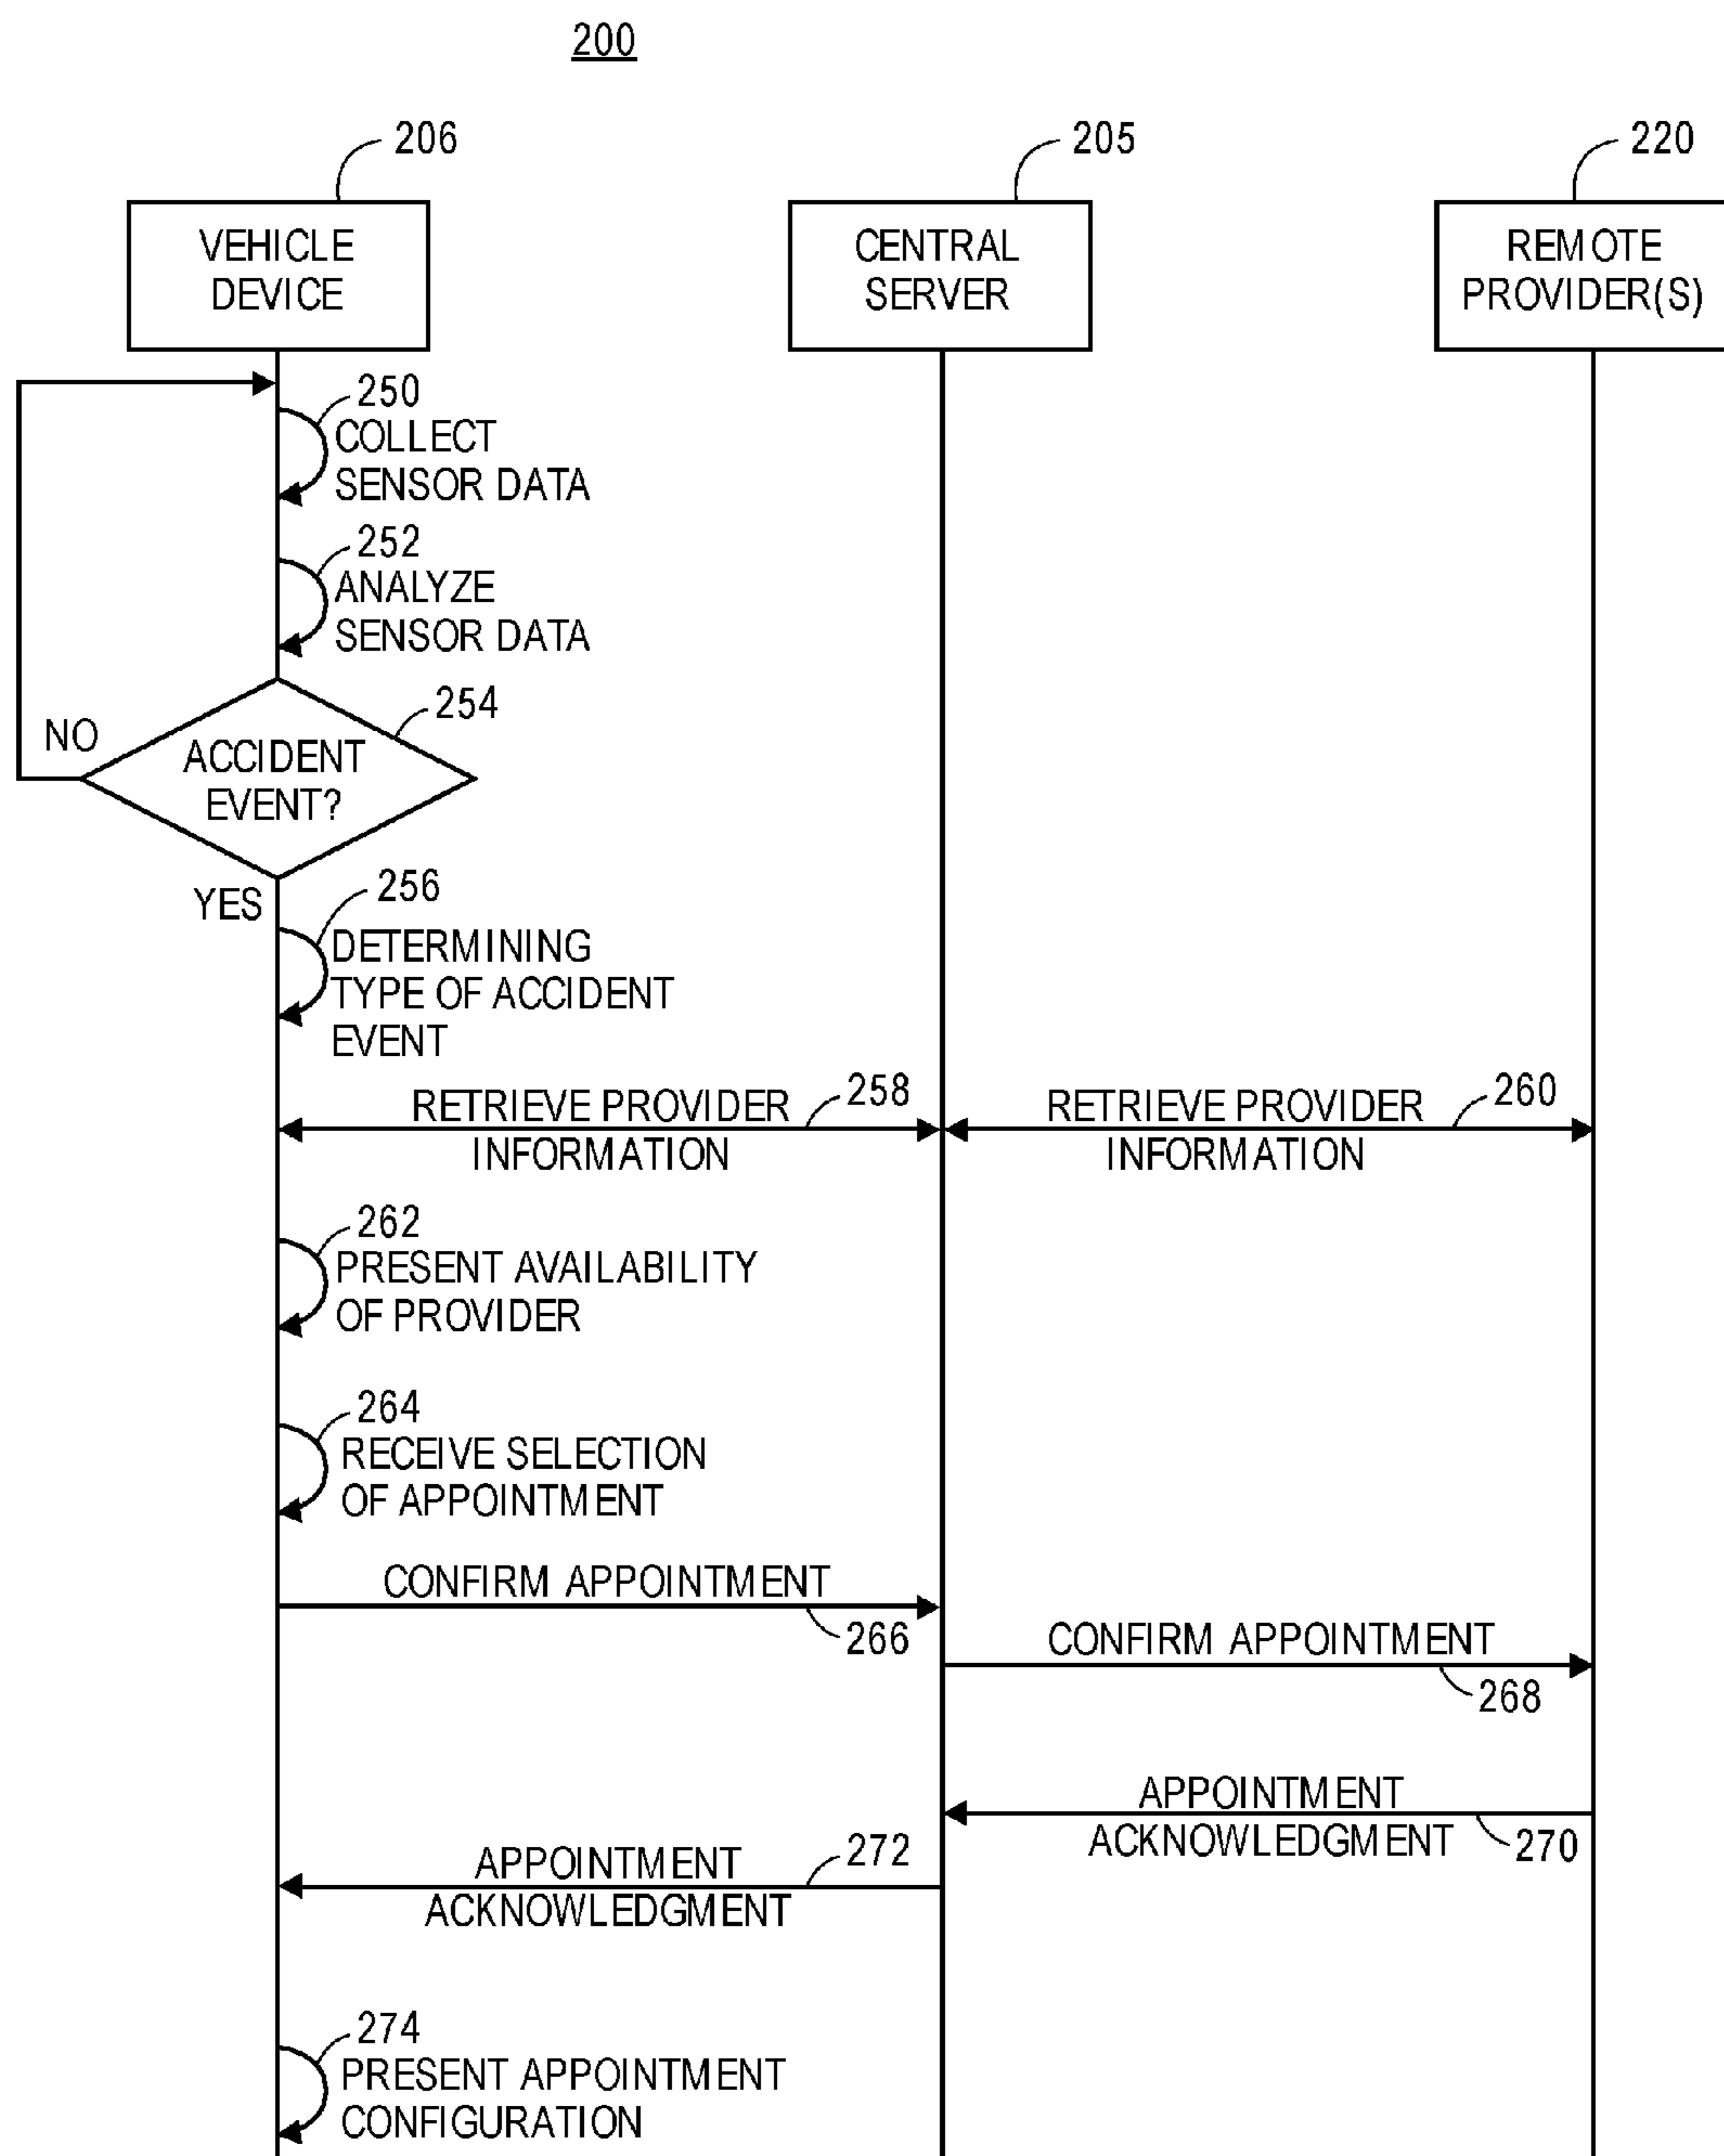 200
206
205
220
VEHICLE
DEVICE
CENTRAL
SERVER
REMOTE
PROVIDER(S)
250
COLLECT
SENSOR DATA
252
ANALYZE
SENSOR DATA
254
NO
ACCIDENT
EVENT?
YES
256
DETERMINING
TYPE OF ACCIDENT
EVENT
RETRIEVE PROVIDER
INFORMATION
258
RETRIEVE PROVIDER
INFORMATION
260
262
PRESENT AVAILABILITY
OF PROVIDER
264
RECEIVE SELECTION
OF APPOINTMENT
CONFIRM APPOINTMENT
266
CONFIRM APPOINTMENT
268
APPOINTMENT
ACKNOWLEDGMENT
270
APPOINTMENT
ACKNOWLEDGMENT
272
274
PRESENT APPOINTMENT
CONFIGURATION